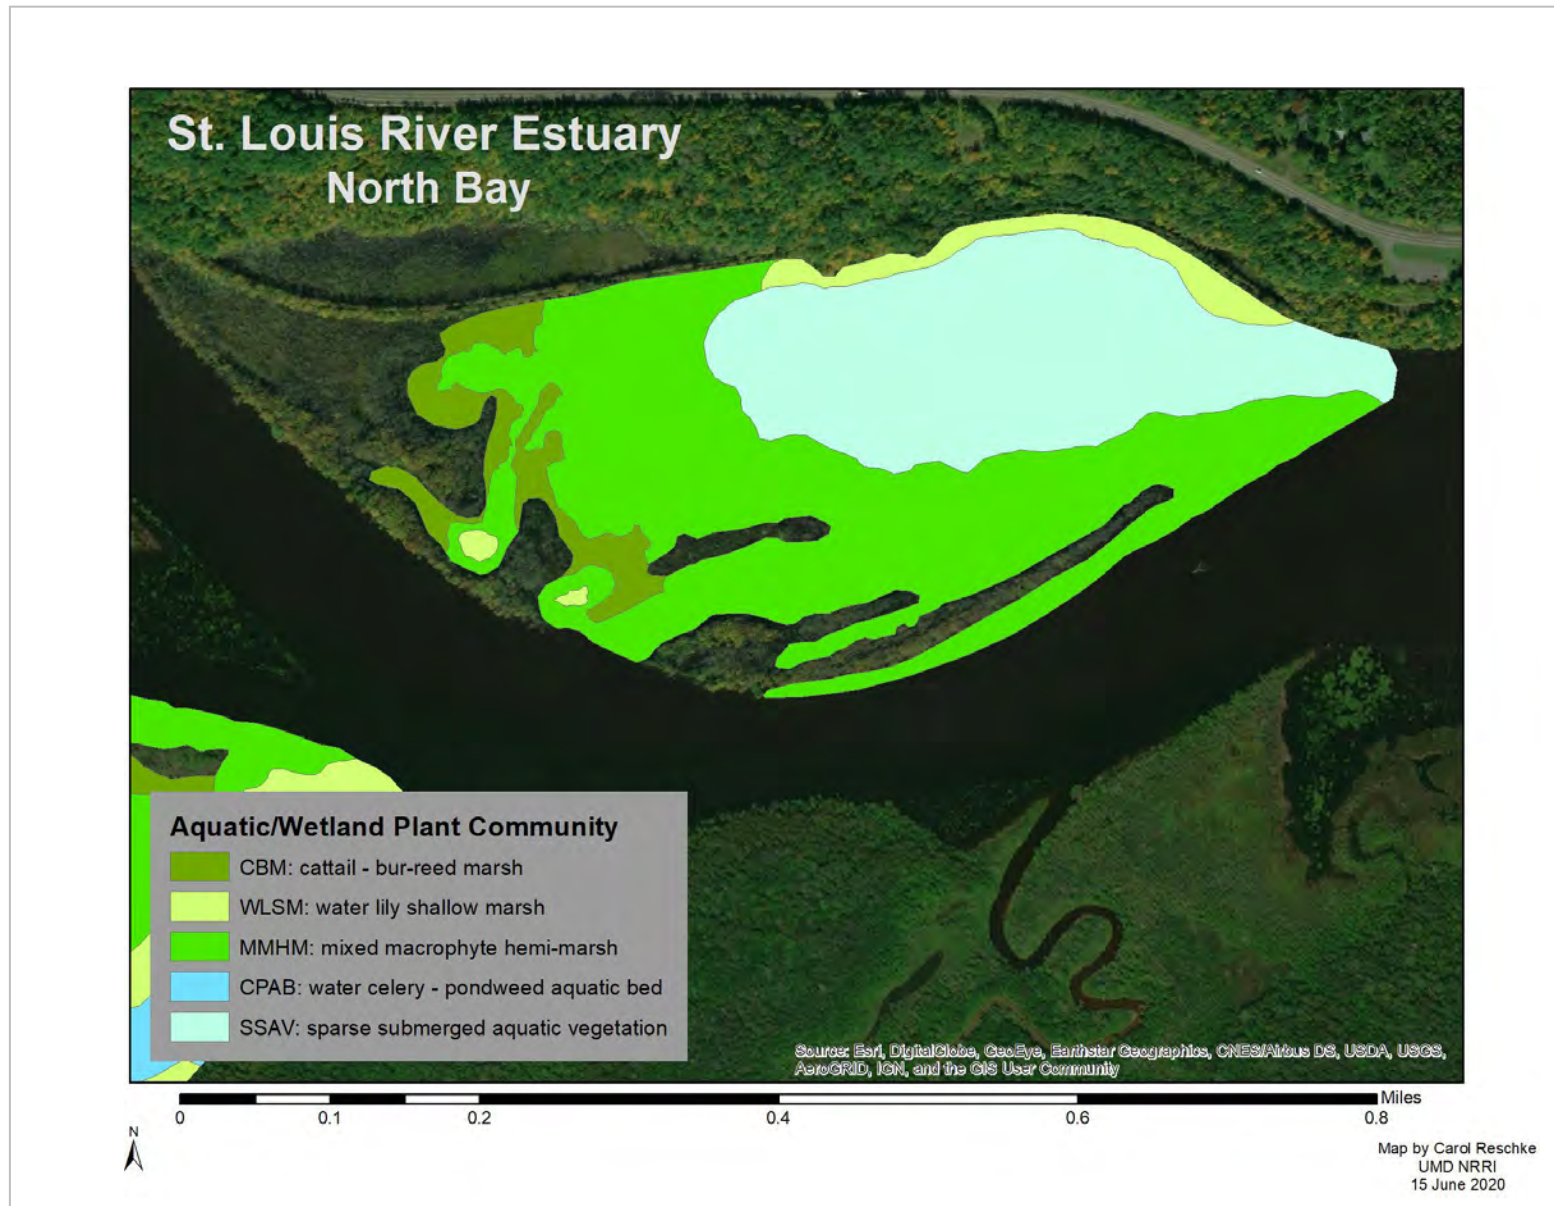 St. Louis River Estuary
North Bay
Aquatic/Wetland Plant Community
CBM: cattail - bur-reed marsh
WLSM: water lily shallow marsh
MMHM: mixed macrophyte hemi-marsh
CPAB: water celery - pondweed aquatic bed
SSAV: sparse submerged aquatic vegetation
Source: Esri, DigitalGlobe, GeoEye, Earthstar Geographics, CNES/Airbus DS, USDA, USGS,
AeroGRID, IGN, and the GIS User Community
Miles
0 0.1 0.2 0.4 0.6 0.8
N
Map by Carol Reschke
UMD NRRI
15 June 2020